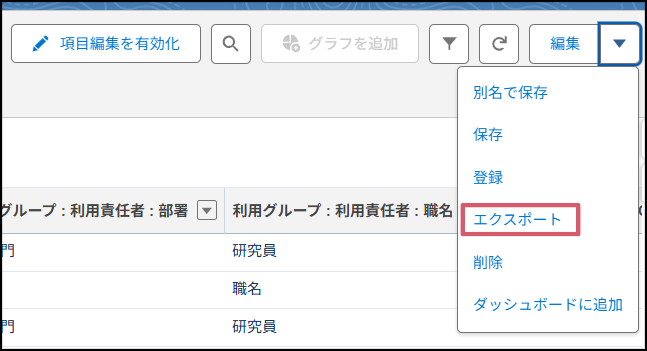 項目編集を有効化
グラフを追加
編集
別名で保存
保存
登録
グループ : 利用責任者 : 部署
利用グループ : 利用責任者 : 職名
エクスポート
門
研究員
削除
職名
ダッシュボードに追加
門
研究員